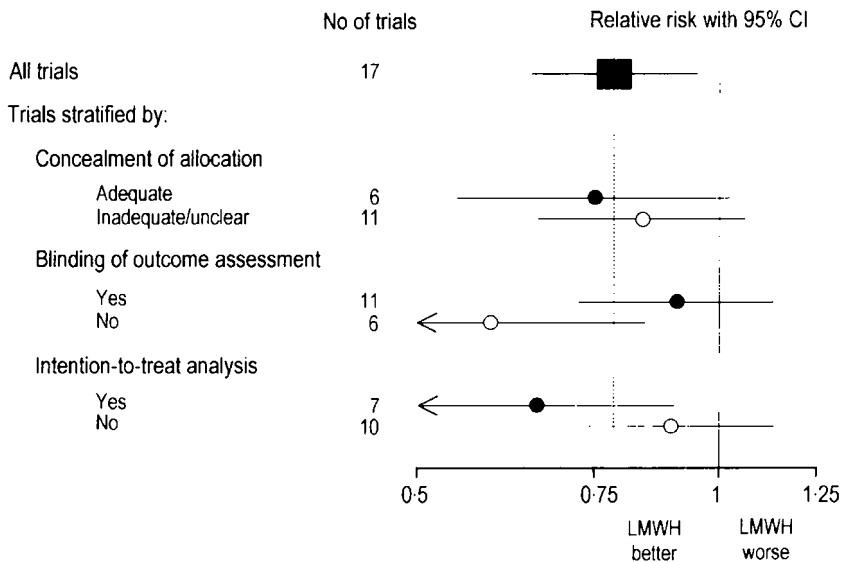 No of trials Relative risk with 95% CI
All trials 17
Trials stratified by:
Concealment of allocation
Adequate 6
Inadequate/unclear 11
Blinding of outcome assessment
Yes 11
No 6
Intention-to-treat analysis
Yes 7
No 10
0·5 0·75 1 1·25
LMWH better LMWH worse